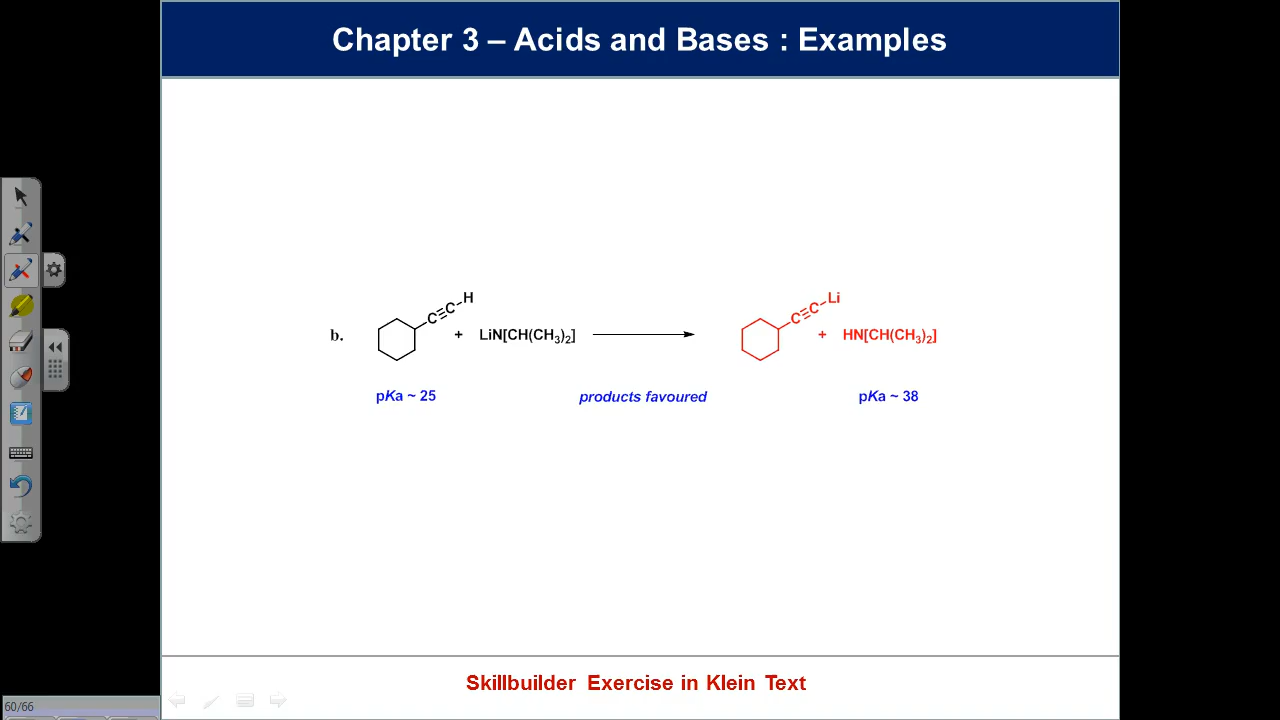 Chapter 3 – Acids and Bases : Examples
b. C≡C–H + LiN[CH(CH₃)₂] C≡C–Li + HN[CH(CH₃)₂]
pKa ~ 25 products favoured pKa ~ 38
Skillbuilder Exercise in Klein Text
60/66